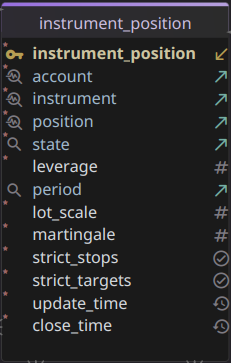 instrument_position
instrument_position
account
instrument
position
state
leverage #
period
lot_scale #
martingale #
strict_stops
strict_targets
update_time
close_time